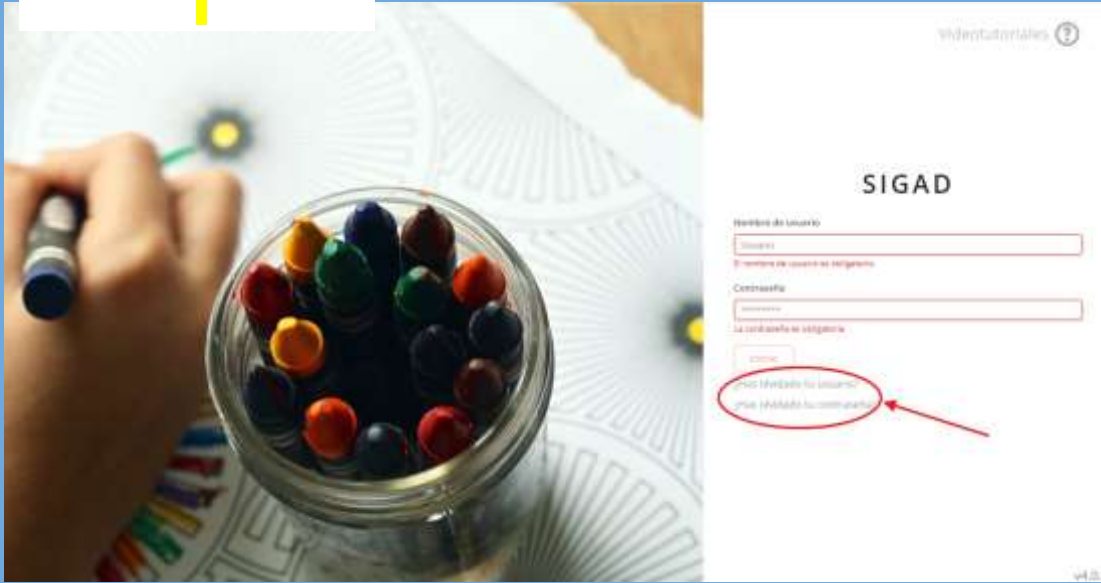 Videotutoriales ?
SIGAD
Nombre de usuario
Usuario
El nombre de usuario es obligatorio
Contraseña
La contraseña es obligatoria
¿Has olvidado tu usuario?
¿Has olvidado tu contraseña?